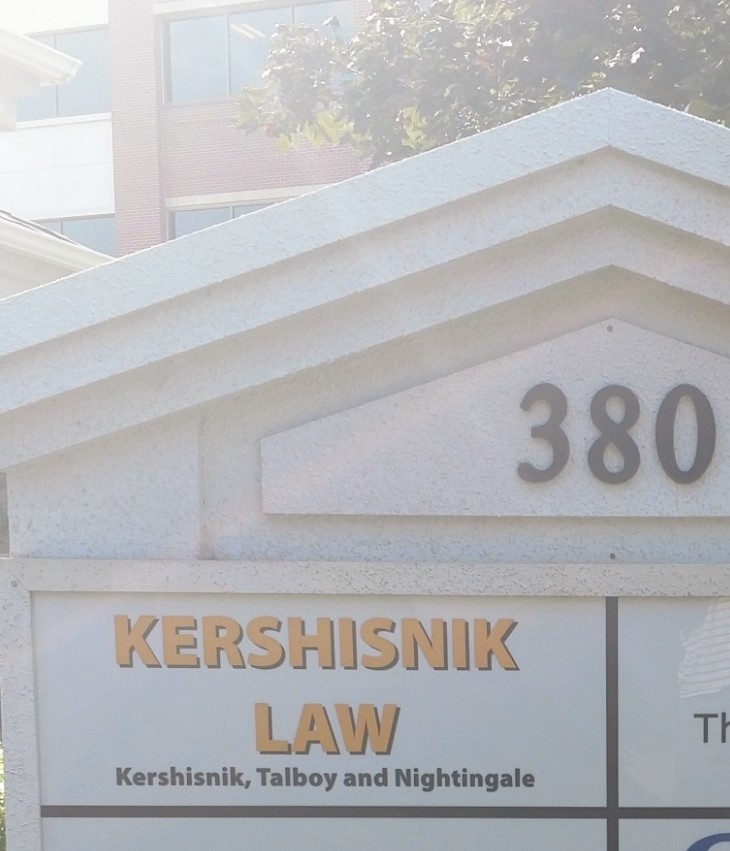 380
KERSHISNIK
LAW
Kershisnik, Talboy and Nightingale